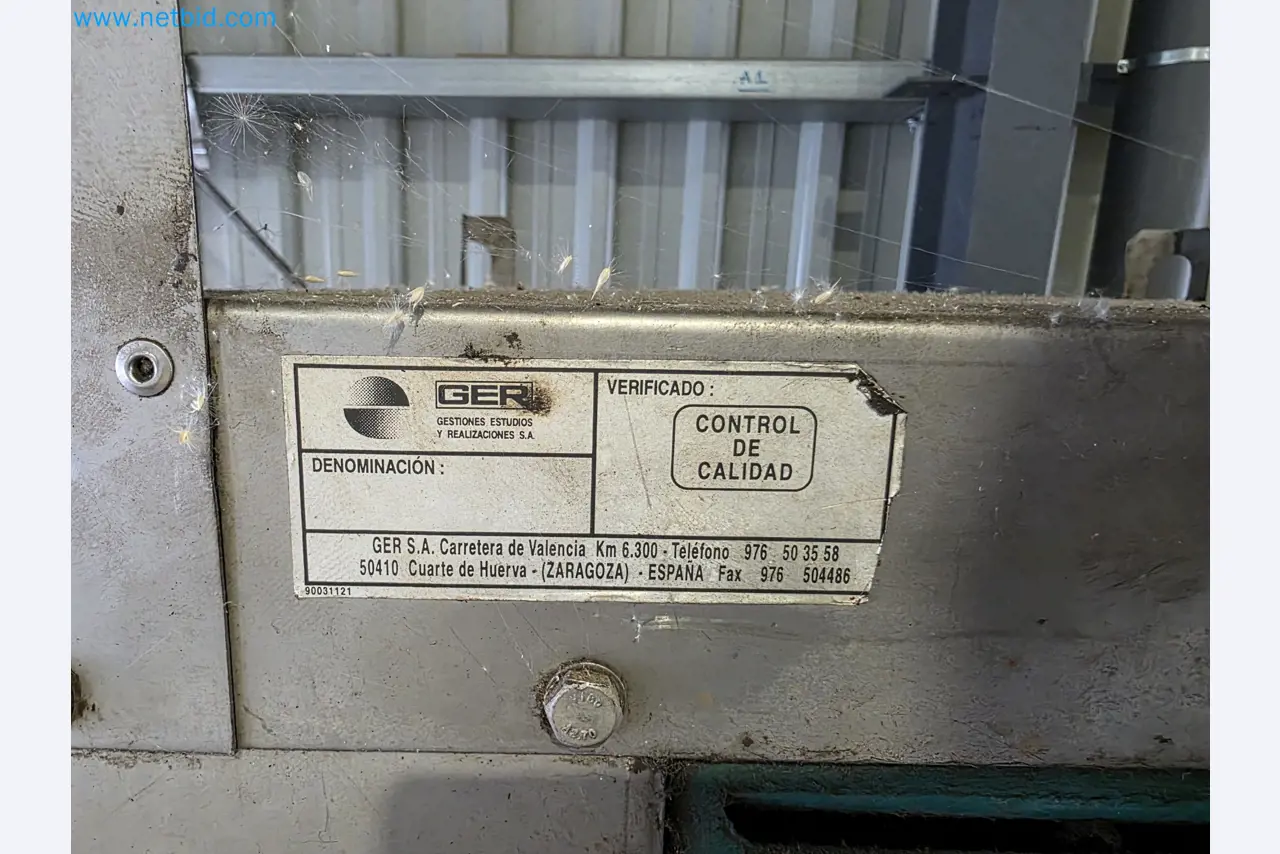 www.netbid.com
A1
GER
GESTIONES ESTUDIOS
Y REALIZACIONES S.A.
DENOMINACIÓN :
VERIFICADO :
CONTROL
DE
CALIDAD
GER S.A. Carretera de Valencia Km 6.300 - Téléfono 976 50 35 58
50410 Cuarte de Huerva - (ZARAGOZA) - ESPAÑA Fax 976 504486
90031121